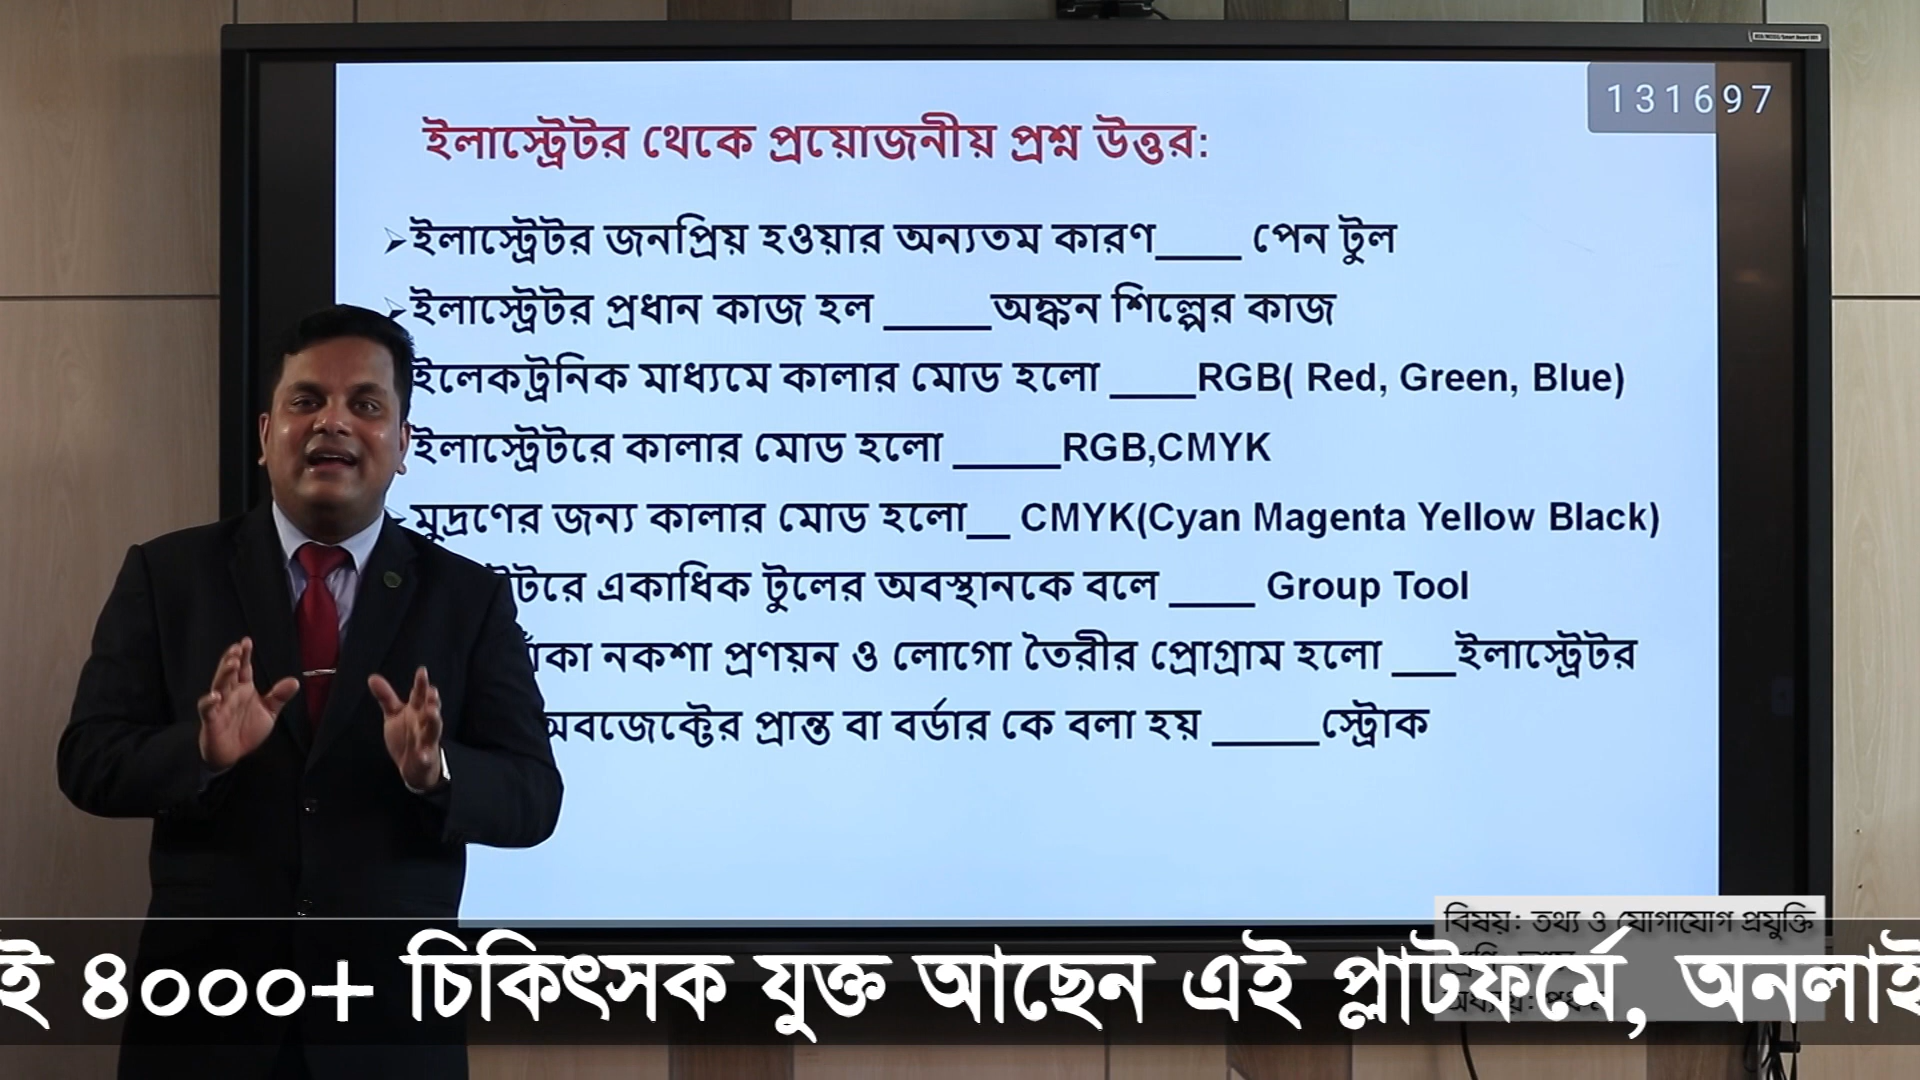 131697
ইলাস্ট্রেটর থেকে প্রয়োজনীয় প্রশ্ন উত্তর:
ইলাস্ট্রেটর জনপ্রিয় হওয়ার অন্যতম কারণ____ পেন টুল
ইলাস্ট্রেটর প্রধান কাজ হল _____অঙ্কন শিল্পের কাজ
ইলেকট্রনিক মাধ্যমে কালার মোড হলো ____RGB( Red, Green, Blue)
ইলাস্ট্রেটরে কালার মোড হলো _____RGB,CMYK
মুদ্রণের জন্য কালার মোড হলো__ CMYK(Cyan Magenta Yellow Black)
একাধিক টুলের অবস্থানকে বলে ____ Group Tool
নকশা প্রণয়ন ও লোগো তৈরীর প্রোগ্রাম হলো ___ইলাস্ট্রেটর
অবজেক্টের প্রান্ত বা বর্ডার কে বলা হয় _____স্ট্রোক
বিষয়: তথ্য ও যোগাযোগ প্রযুক্তি
৪০০০+ চিকিৎসক যুক্ত আছেন এই প্লাটফর্মে,